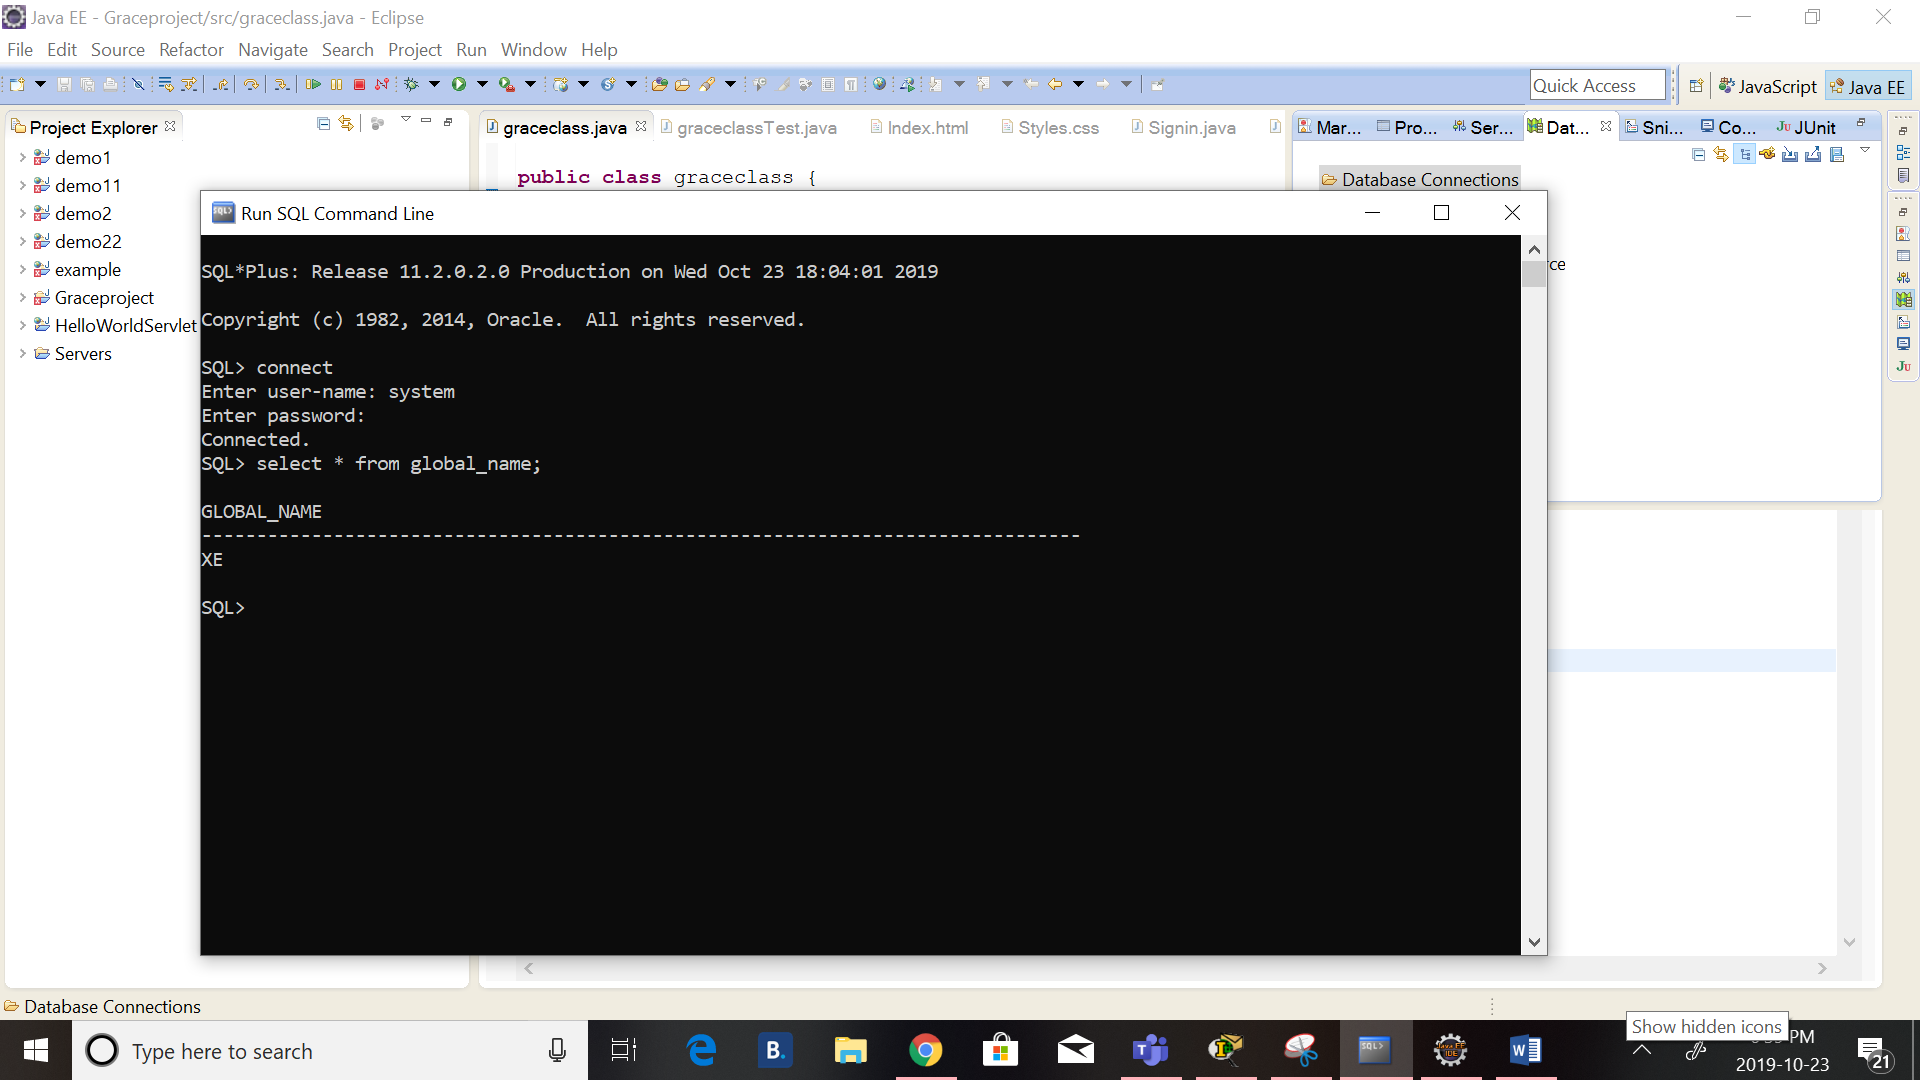 Java EE - Graceproject/src/graceclass.java - Eclipse
File Edit Source Refactor Navigate Search Project Run Window Help
Quick Access
JavaScript
Java EE
Project Explorer
demo1
demo11
demo2
demo22
example
Graceproject
HelloWorldServlet
Servers
graceclass.java graceclassTest.java Index.html Styles.css Signin.java
public class graceclass {
Mar... Pro... Ser... Dat... Sni... Co... JUnit
Database Connections
rce
Run SQL Command Line
SQL*Plus: Release 11.2.0.2.0 Production on Wed Oct 23 18:04:01 2019
Copyright (c) 1982, 2014, Oracle. All rights reserved.
SQL> connect
Enter user-name: system
Enter password:
Connected.
SQL> select * from global_name;
GLOBAL_NAME
--------------------------------------------------------------------------------
XE
SQL>
Database Connections
Type here to search
Show hidden icons
PM
2019-10-23
21